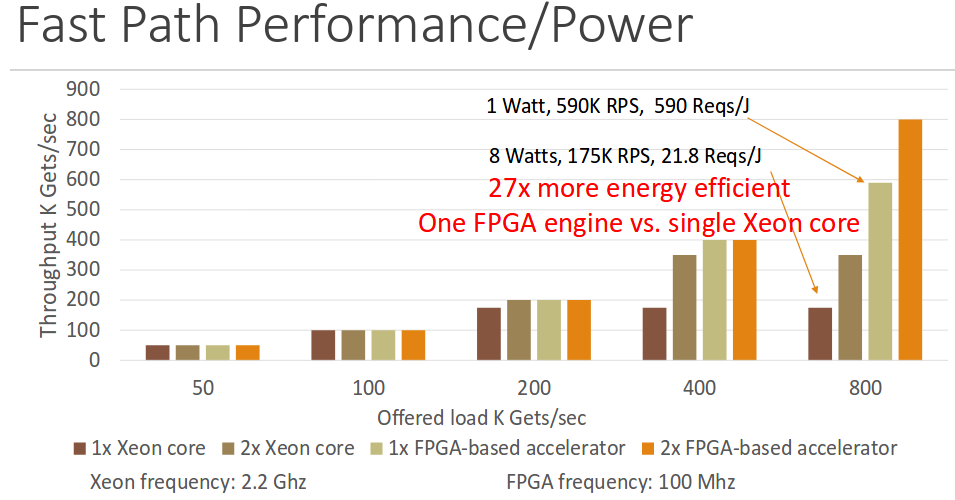 Fast Path Performance/Power
Throughput K Gets/sec
900
800
700
600
500
400
300
200
100
0
1 Watt, 590K RPS, 590 Reqs/J
8 Watts, 175K RPS, 21.8 Reqs/J
27x more energy efficient
One FPGA engine vs. single Xeon core
50 100 200 400 800
Offered load K Gets/sec
1x Xeon core 2x Xeon core 1x FPGA-based accelerator 2x FPGA-based accelerator
Xeon frequency: 2.2 Ghz FPGA frequency: 100 Mhz